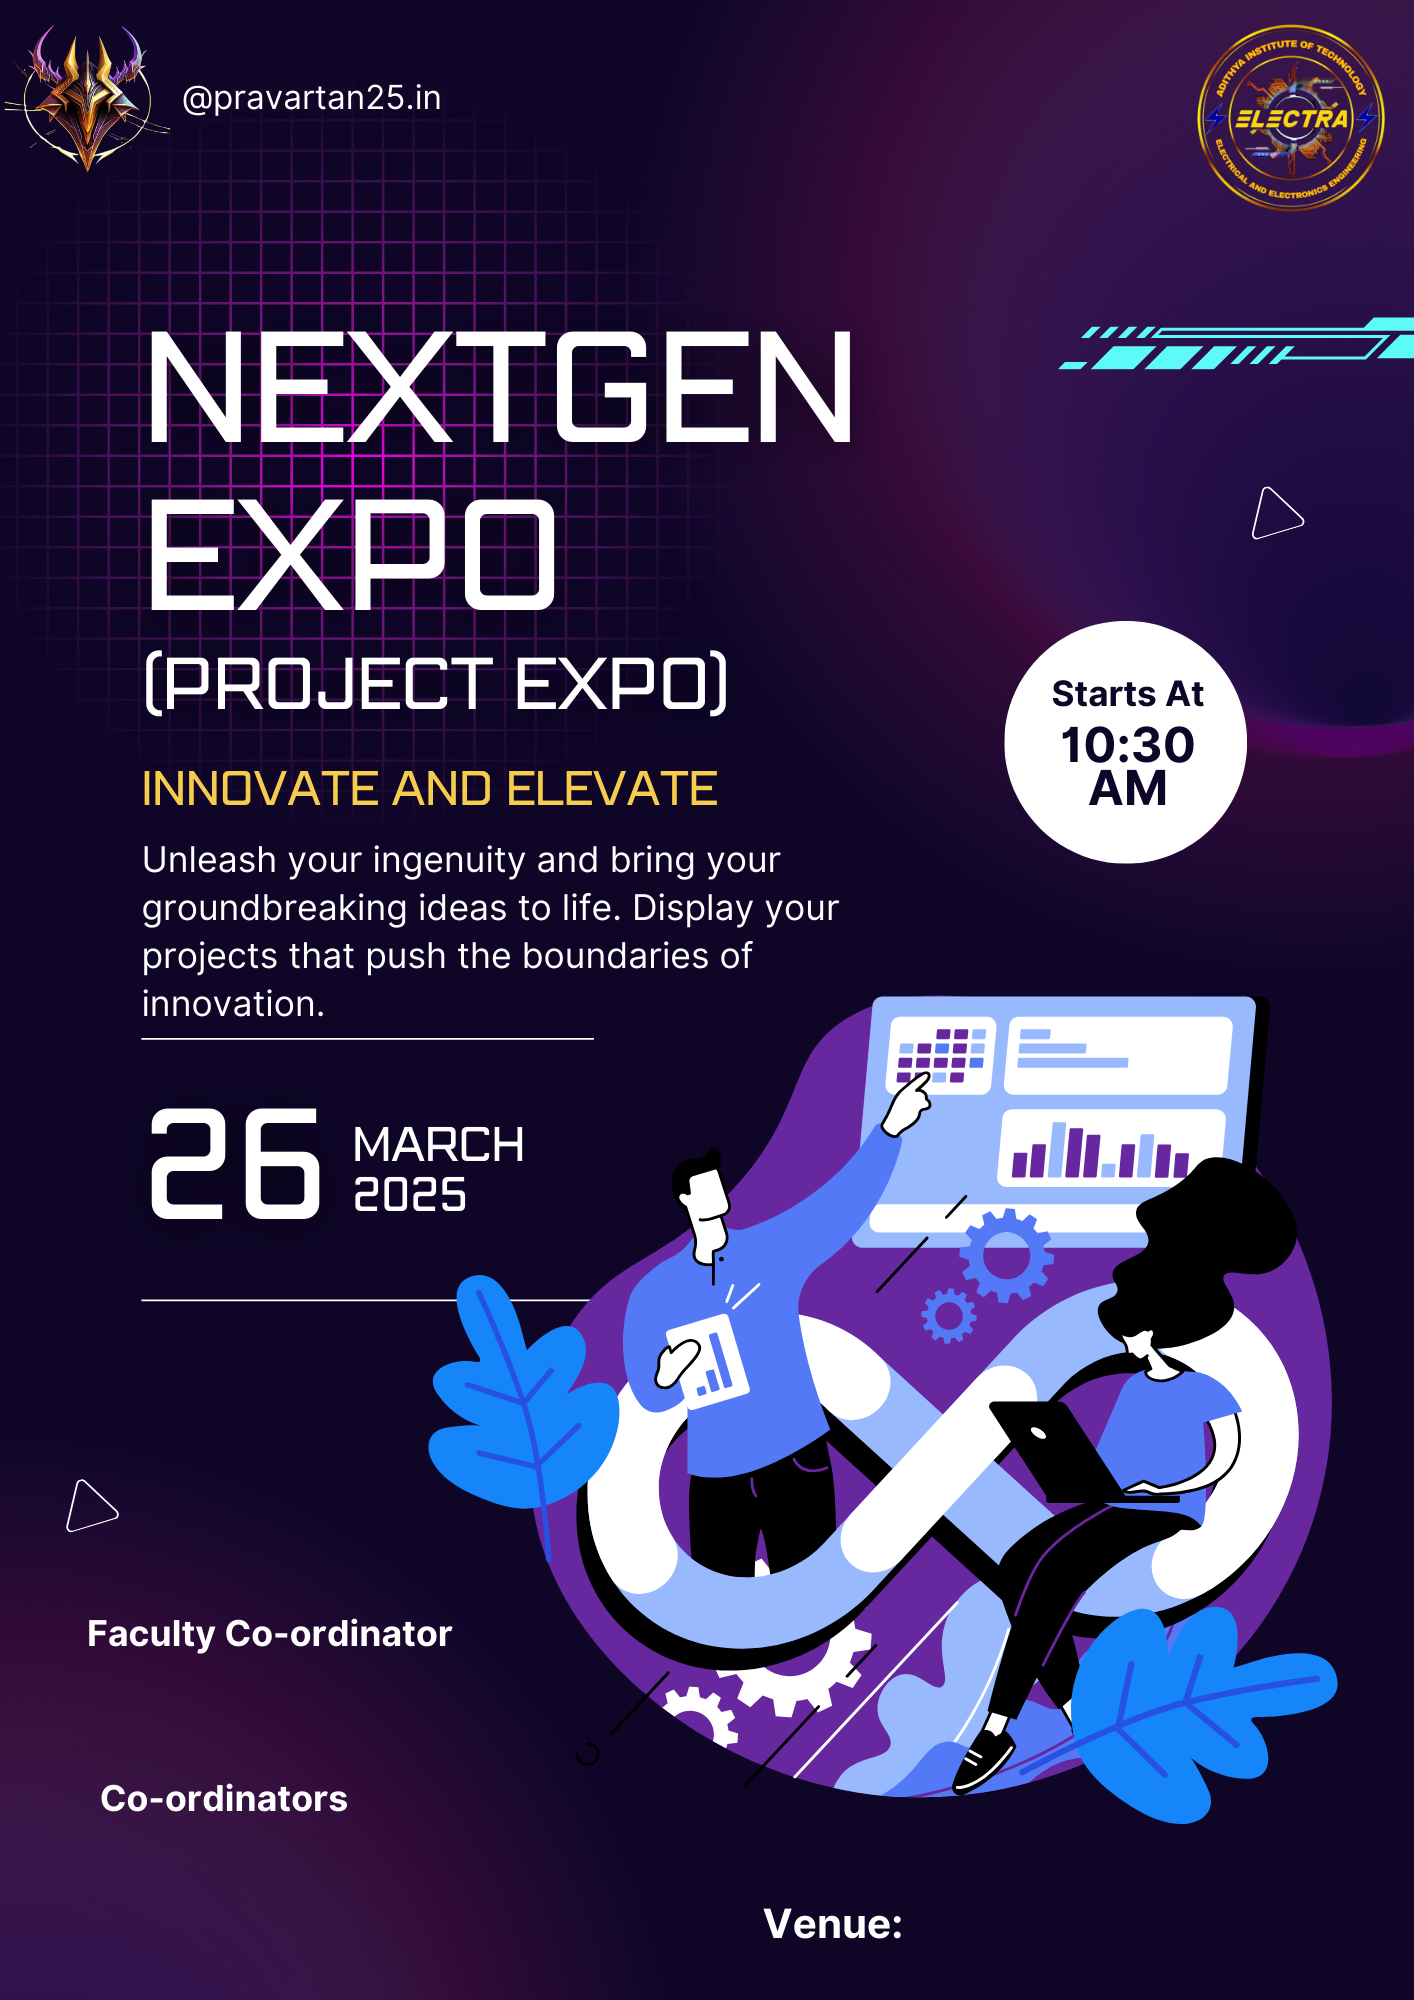 @pravartan25.in
ADITHYA INSTITUTE OF TECHNOLOGY
ELECTRA
ELECTRICAL AND ELECTRONICS ENGINEERING
NEXTGEN
EXPO
(PROJECT EXPO)
Starts At
10:30
AM
INNOVATE AND ELEVATE
Unleash your ingenuity and bring your
groundbreaking ideas to life. Display your
projects that push the boundaries of
innovation.
26
MARCH
2025
Faculty Co-ordinator
Co-ordinators
Venue: